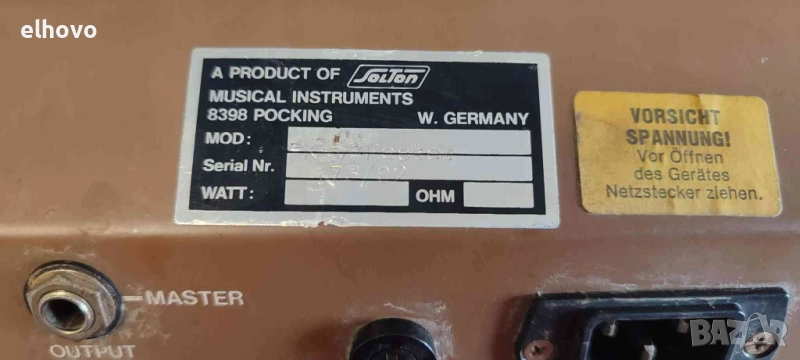 elhovo
A PRODUCT OF SOLTON
MUSICAL INSTRUMENTS
8398 POCKING W. GERMANY
MOD:
Serial Nr.
WATT: OHM
VORSICHT
SPANNUNG!
Vor Öffnen
des Gerätes
Netzstecker ziehen.
MASTER
OUTPUT
BAZAR